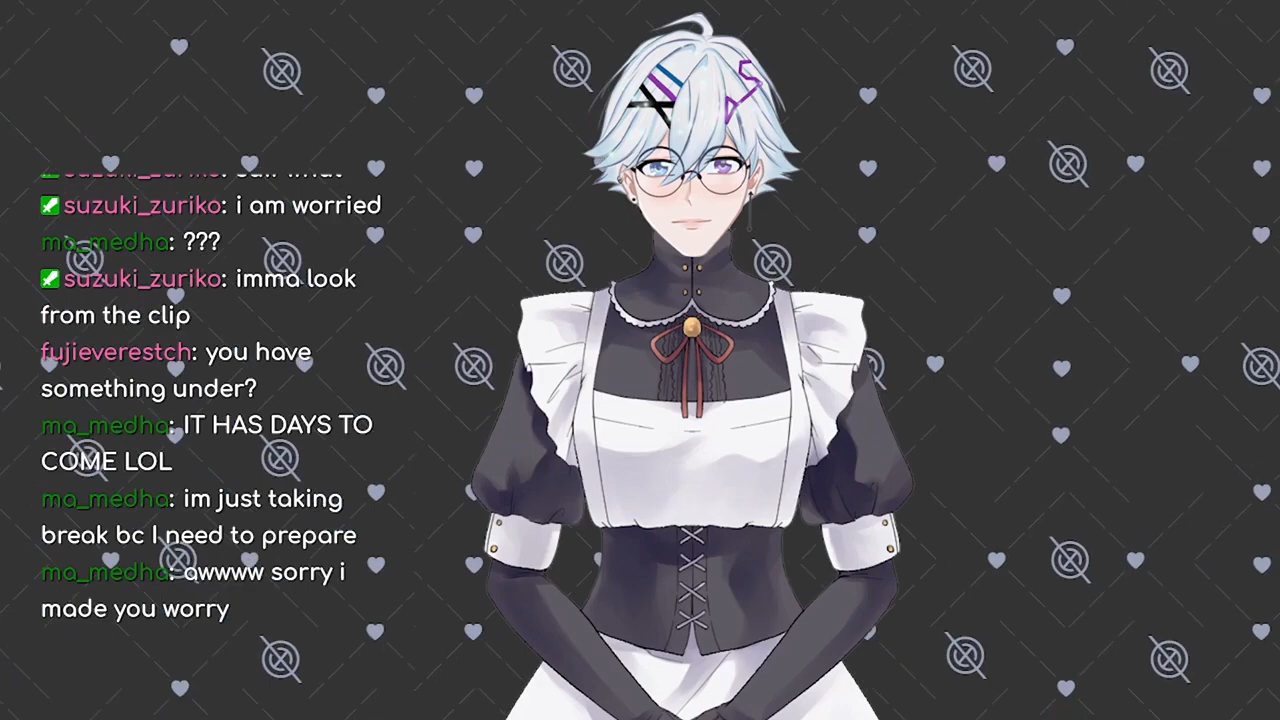 suzuki_zuriko: i am worried
ma_medha: ???
suzuki_zuriko: imma look
from the clip
fujieverestch: you have
something under?
ma_medha: IT HAS DAYS TO
COME LOL
ma_medha: im just taking
break bc I need to prepare
ma_medha: awwww sorry i
made you worry